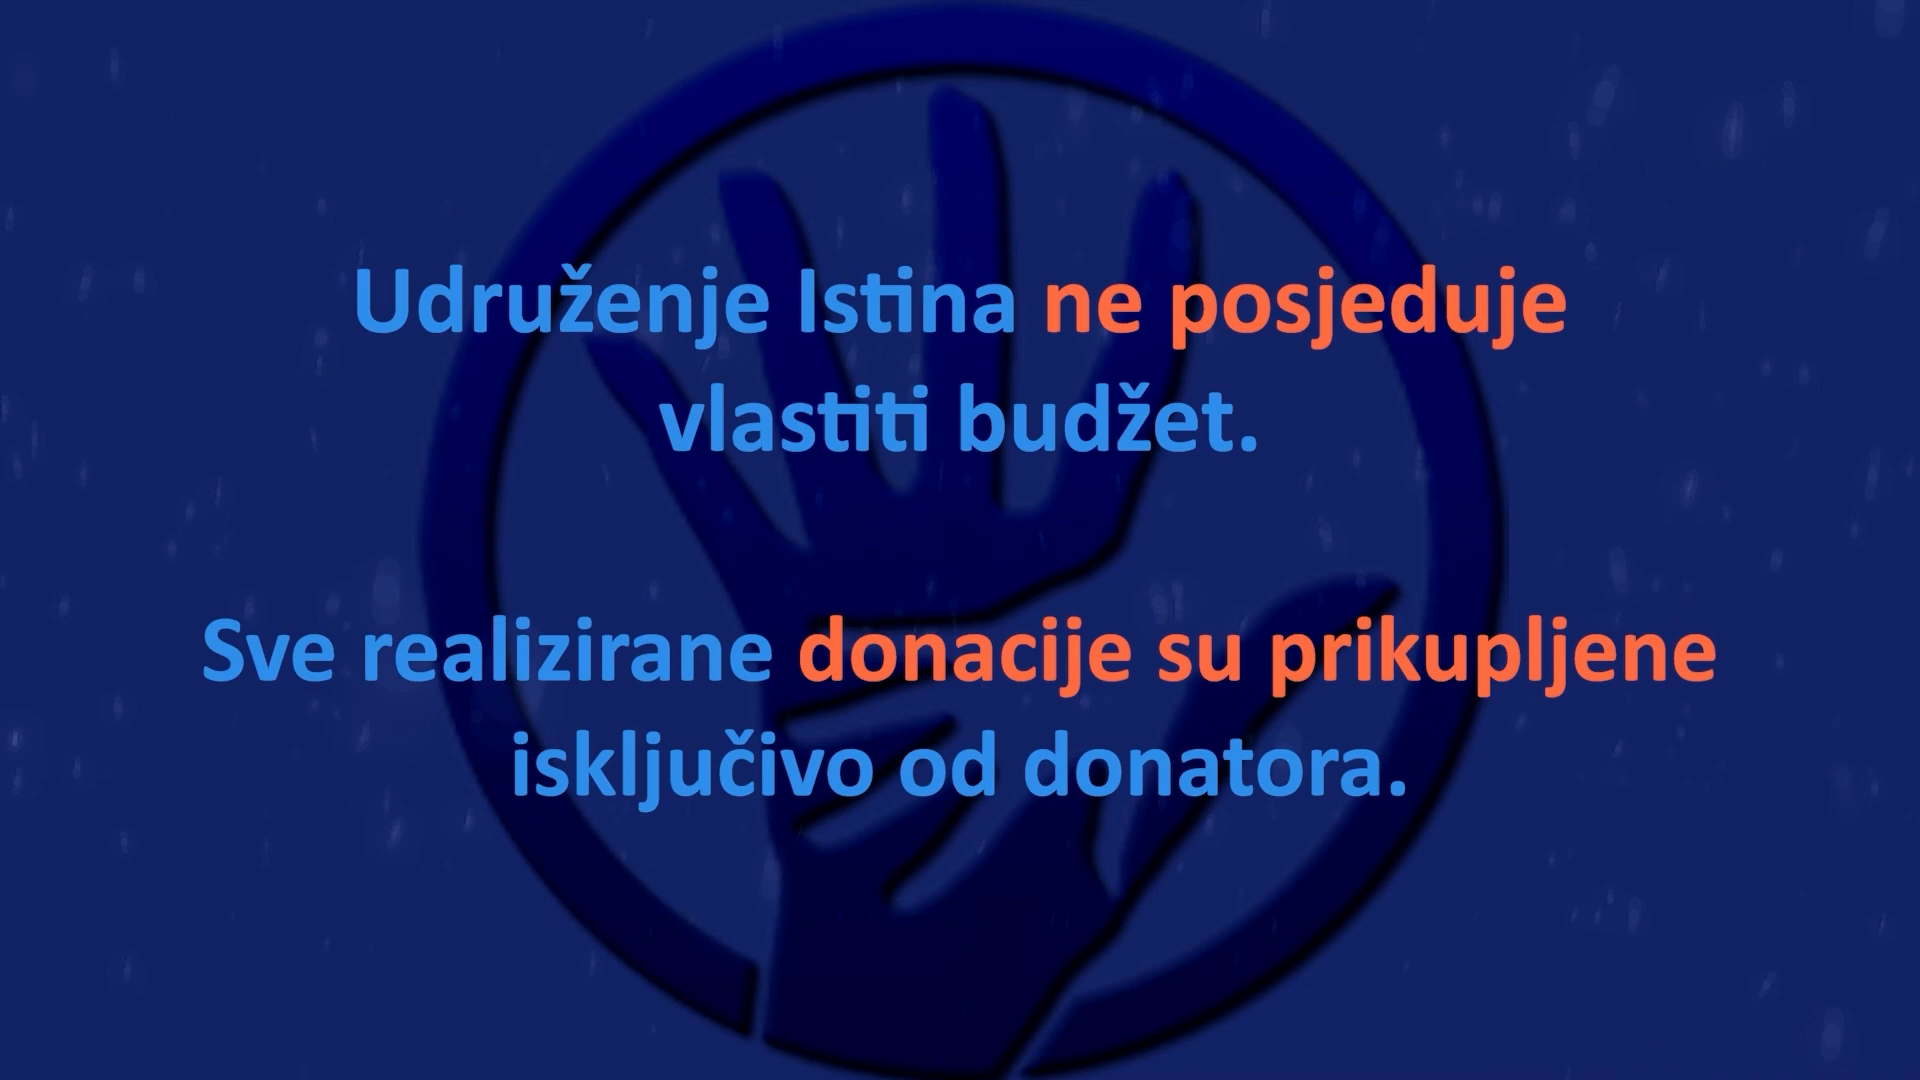 Udruženje Istina ne posjeduje
vlastiti budžet.
Sve realizirane donacije su prikupljene
isključivo od donatora.